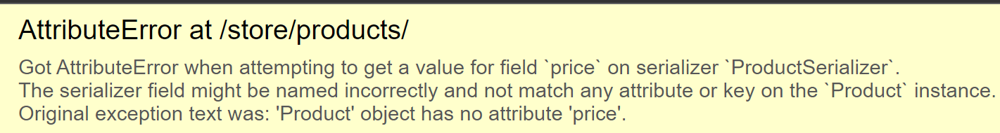 AttributeError at /store/products/
Got AttributeError when attempting to get a value for field `price` on serializer `ProductSerializer`.
The serializer field might be named incorrectly and not match any attribute or key on the `Product` instance.
Original exception text was: 'Product' object has no attribute 'price'.